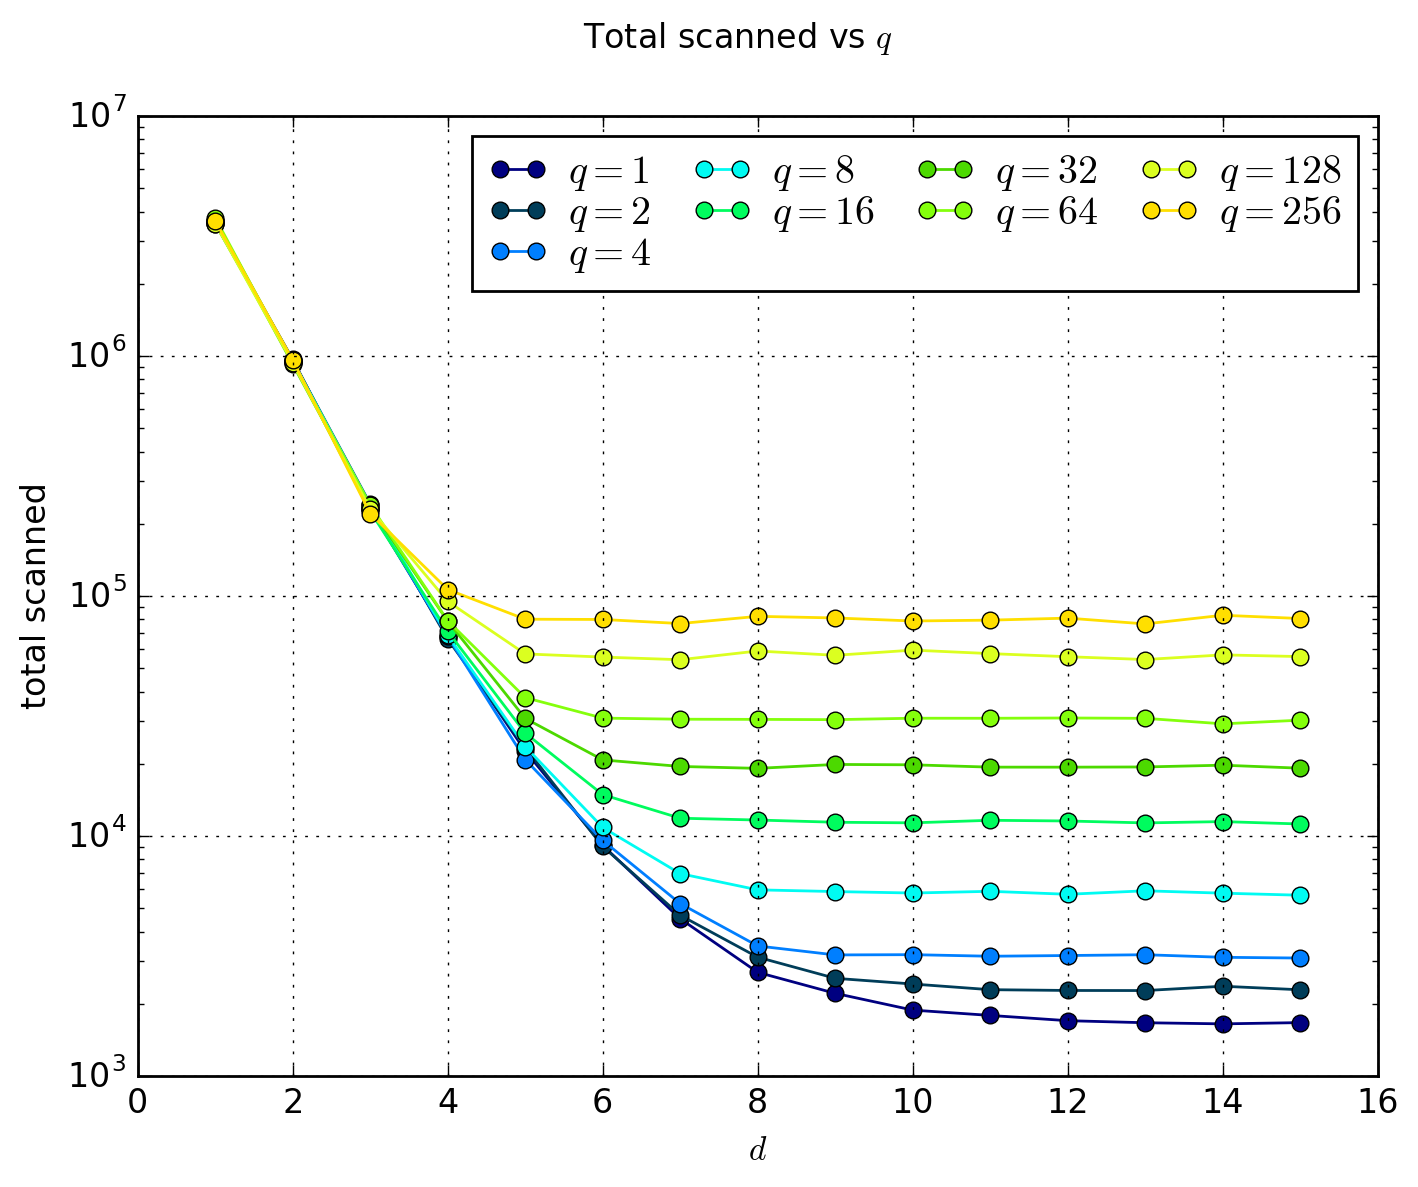 Total scanned vs q
10^7
10^6
10^5
10^4
10^3
total scanned
q = 1
q = 2
q = 4
q = 8
q = 16
q = 32
q = 64
q = 128
q = 256
0 2 4 6 8 10 12 14 16
d